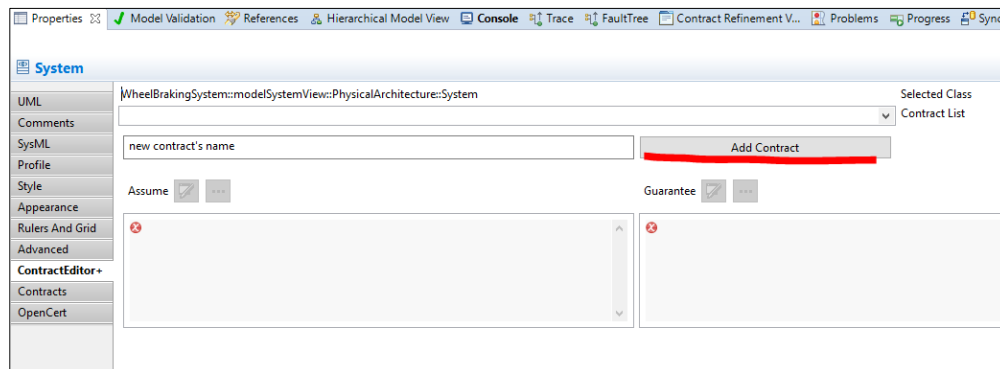 Properties Model Validation References Hierarchical Model View Console Trace FaultTree Contract Refinement V... Problems Progress Sync
System
UML
Comments
SysML
Profile
Style
Appearance
Rulers And Grid
Advanced
ContractEditor+
Contracts
OpenCert
WheelBrakingSystem::modelSystemView::PhysicalArchitecture::System Selected Class
Contract List
new contract's name Add Contract
Assume ... Guarantee ...